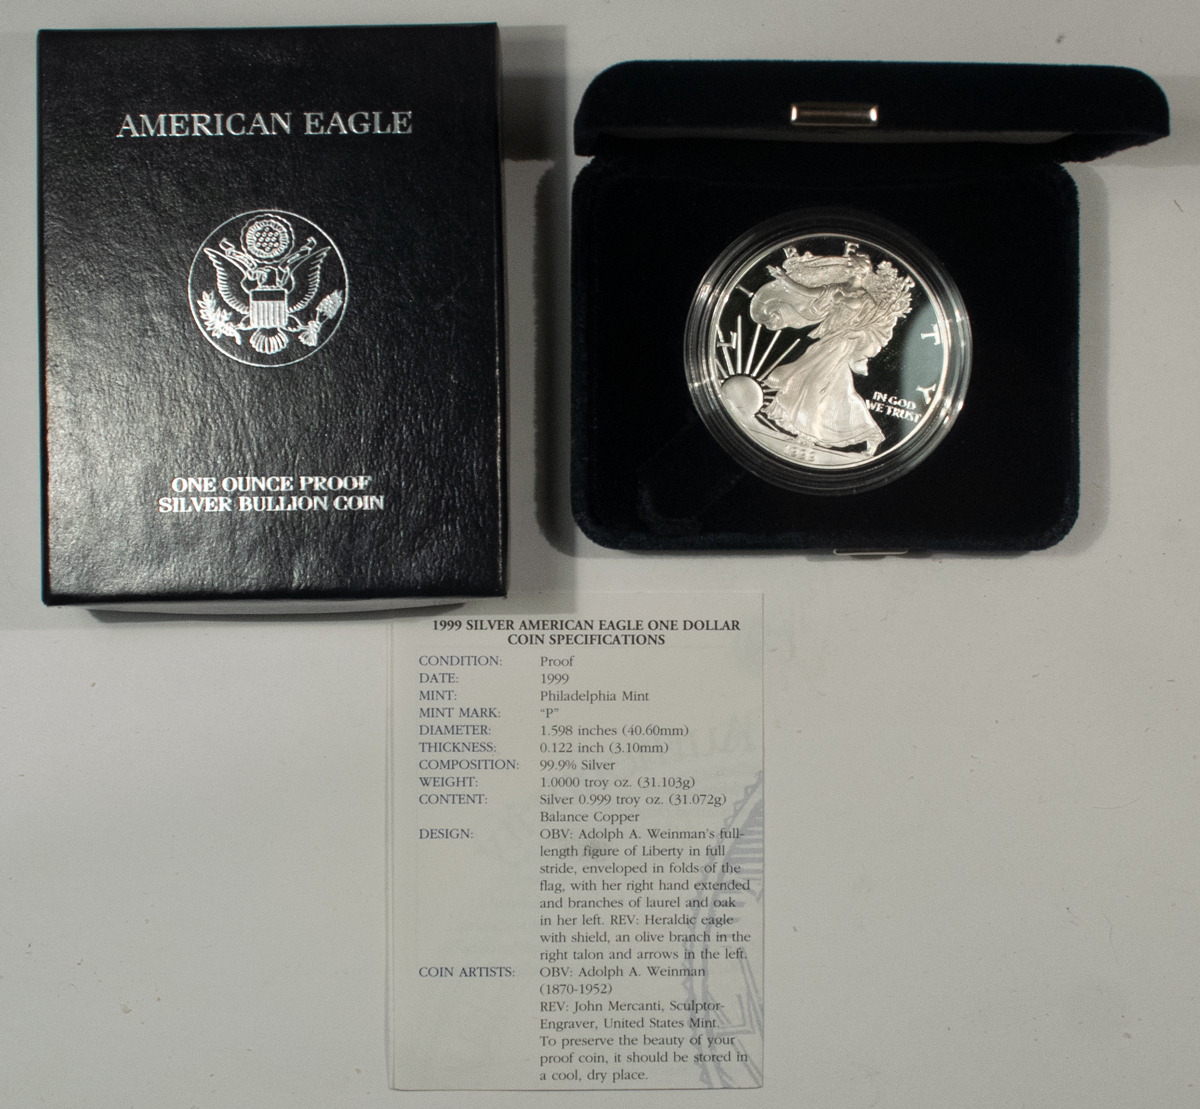 AMERICAN EAGLE
ONE OUNCE PROOF
SILVER BULLION COIN
LIBERTY
IN GOD
WE TRUST
1999
1999 SILVER AMERICAN EAGLE ONE DOLLAR
COIN SPECIFICATIONS
CONDITION: Proof
DATE: 1999
MINT: Philadelphia Mint
MINT MARK: “P”
DIAMETER: 1.598 inches (40.60mm)
THICKNESS: 0.122 inch (3.10mm)
COMPOSITION: 99.9% Silver
WEIGHT: 1.0000 troy oz. (31.103g)
CONTENT: Silver 0.999 troy oz. (31.072g)
Balance Copper
DESIGN: OBV: Adolph A. Weinman's full-
length figure of Liberty in full
stride, enveloped in folds of the
flag, with her right hand extended
and branches of laurel and oak
in her left. REV: Heraldic eagle
with shield, an olive branch in the
right talon and arrows in the left.
COIN ARTISTS: OBV: Adolph A. Weinman
(1870-1952)
REV: John Mercanti, Sculptor-
Engraver, United States Mint.
To preserve the beauty of your
proof coin, it should be stored in
a cool, dry place.